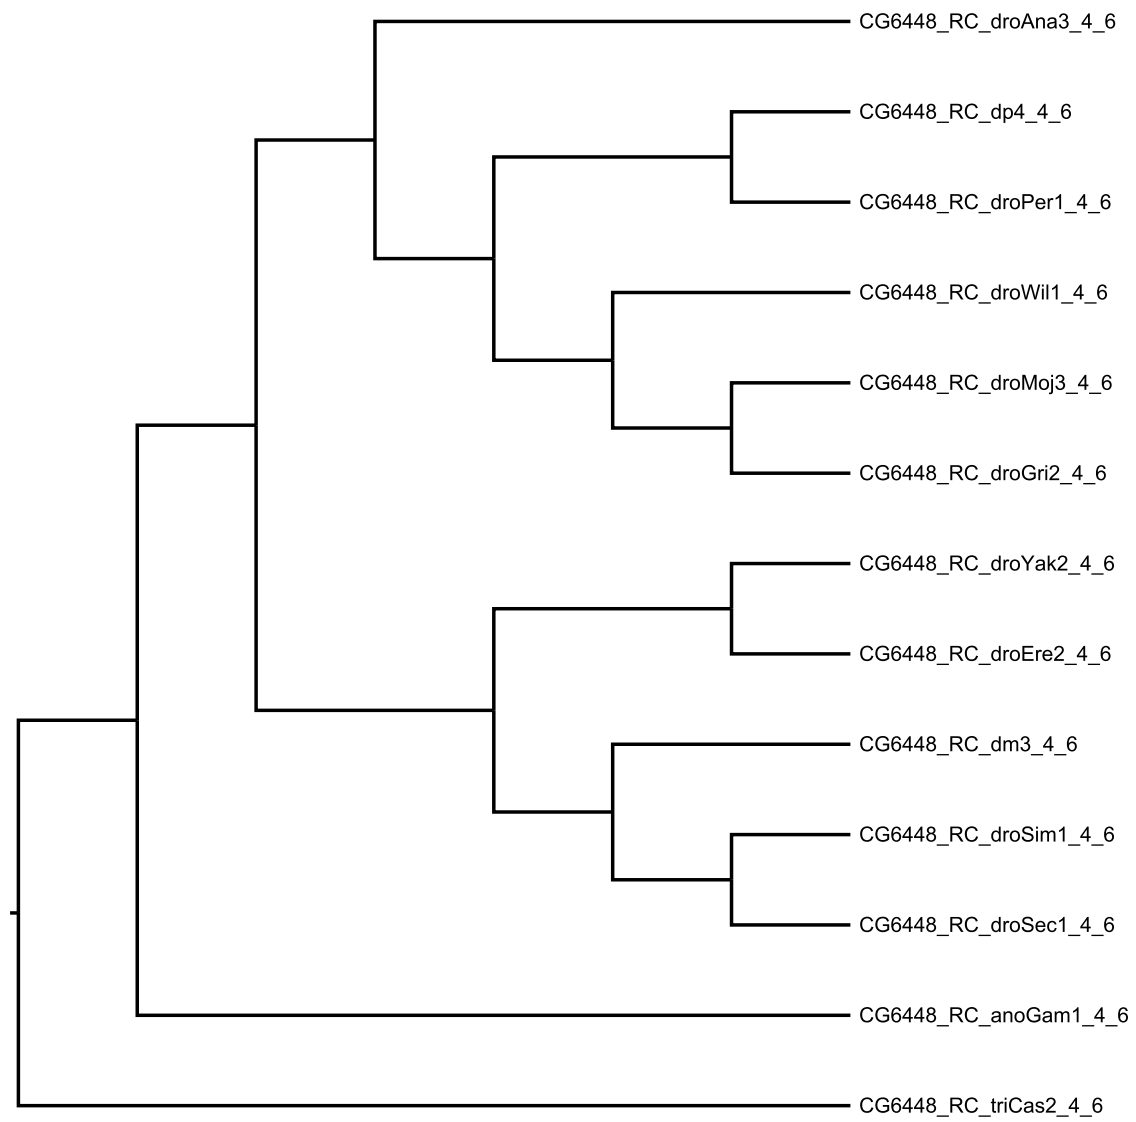 CG6448_RC_droAna3_4_6
CG6448_RC_dp4_4_6
CG6448_RC_droPer1_4_6
CG6448_RC_droWil1_4_6
CG6448_RC_droMoj3_4_6
CG6448_RC_droGri2_4_6
CG6448_RC_droYak2_4_6
CG6448_RC_droEre2_4_6
CG6448_RC_dm3_4_6
CG6448_RC_droSim1_4_6
CG6448_RC_droSec1_4_6
CG6448_RC_anoGam1_4_6
CG6448_RC_triCas2_4_6